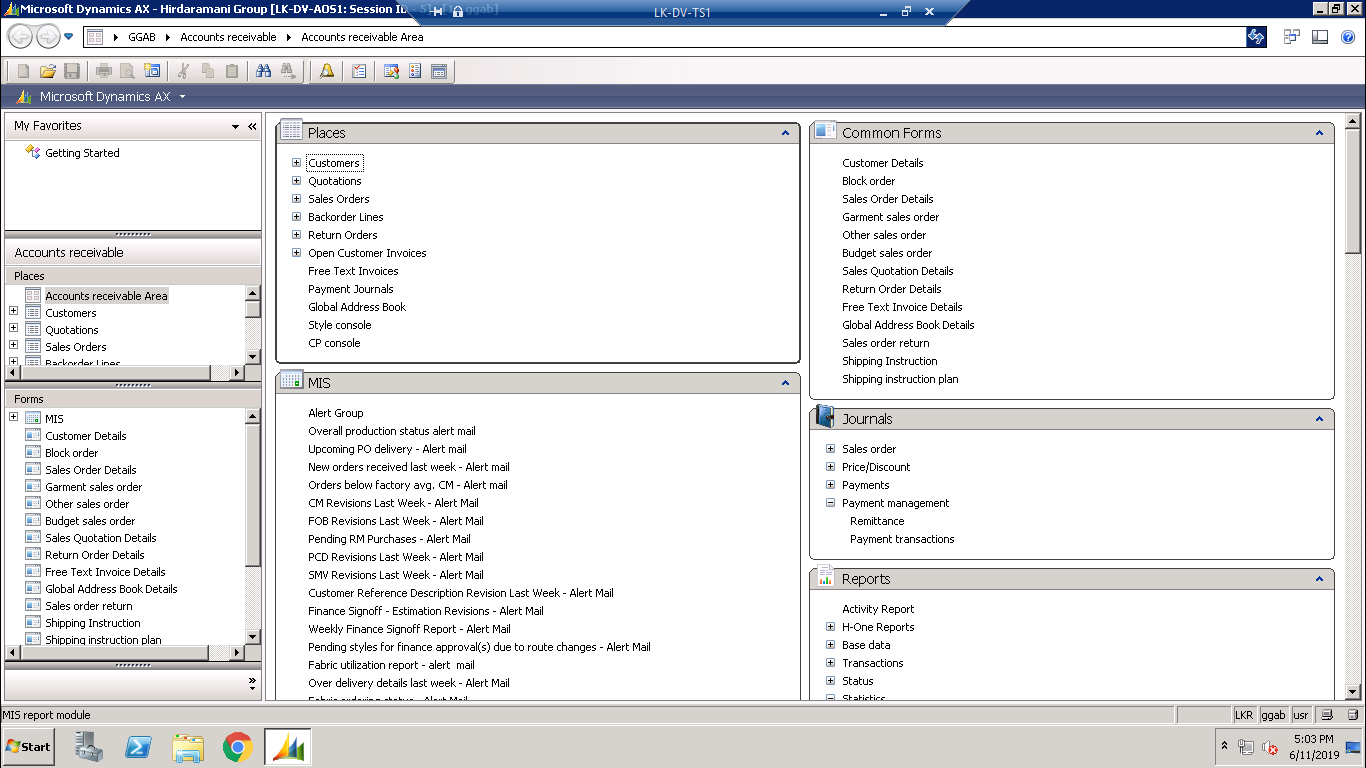 Microsoft Dynamics AX - Hirdaramani Group [LK-DV-AOS1: Session ID
LK-DV-TS1
GGAB Accounts receivable Accounts receivable Area
Microsoft Dynamics AX
My Favorites
Getting Started
Accounts receivable
Places
Accounts receivable Area
Customers
Quotations
Sales Orders
Backorder Lines
Forms
MIS
Customer Details
Block order
Sales Order Details
Garment sales order
Other sales order
Budget sales order
Sales Quotation Details
Return Order Details
Free Text Invoice Details
Global Address Book Details
Sales order return
Shipping Instruction
Shipping instruction plan
Places
Customers
Quotations
Sales Orders
Backorder Lines
Return Orders
Open Customer Invoices
Free Text Invoices
Payment Journals
Global Address Book
Style console
CP console
MIS
Alert Group
Overall production status alert mail
Upcoming PO delivery - Alert mail
New orders received last week - Alert mail
Orders below factory avg. CM - Alert mail
CM Revisions Last Week - Alert Mail
FOB Revisions Last Week - Alert Mail
Pending RM Purchases - Alert Mail
PCD Revisions Last Week - Alert Mail
SMV Revisions Last Week - Alert Mail
Customer Reference Description Revision Last Week - Alert Mail
Finance Signoff - Estimation Revisions - Alert Mail
Weekly Finance Signoff Report - Alert Mail
Pending styles for finance approval(s) due to route changes - Alert Mail
Fabric utilization report - alert  mail
Over delivery details last week - Alert Mail
Fabric ordering status - Alert Mail
Common Forms
Customer Details
Block order
Sales Order Details
Garment sales order
Other sales order
Budget sales order
Sales Quotation Details
Return Order Details
Free Text Invoice Details
Global Address Book Details
Sales order return
Shipping Instruction
Shipping instruction plan
Journals
Sales order
Price/Discount
Payments
Payment management
Remittance
Payment transactions
Reports
Activity Report
H-One Reports
Base data
Transactions
Status
Statistics
MIS report module
LKR ggab usr
Start
5:03 PM
6/11/2019